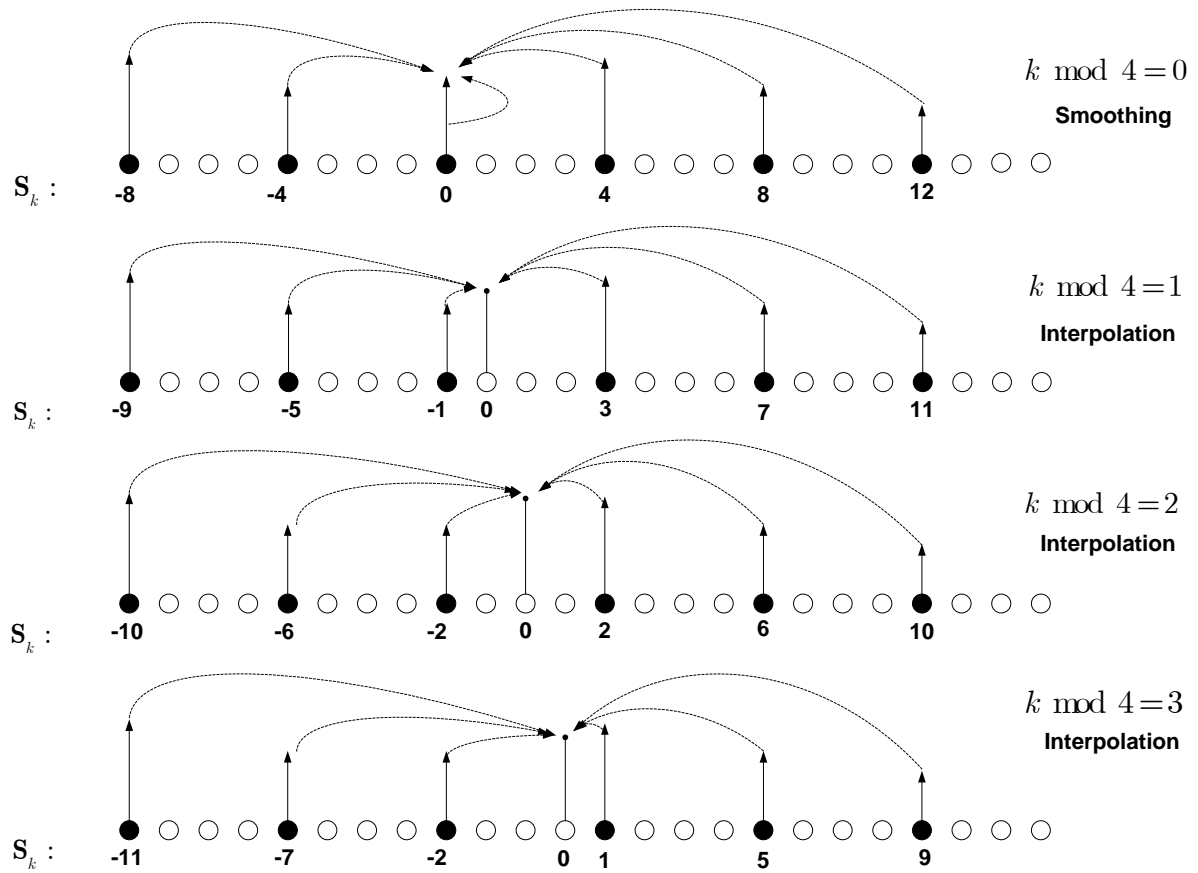 k mod 4 = 0
Smoothing
S_k :
-8 -4 0 4 8 12
k mod 4 = 1
Interpolation
S_k :
-9 -5 -1 0 3 7 11
k mod 4 = 2
Interpolation
S_k :
-10 -6 -2 0 2 6 10
k mod 4 = 3
Interpolation
S_k :
-11 -7 -2 0 1 5 9